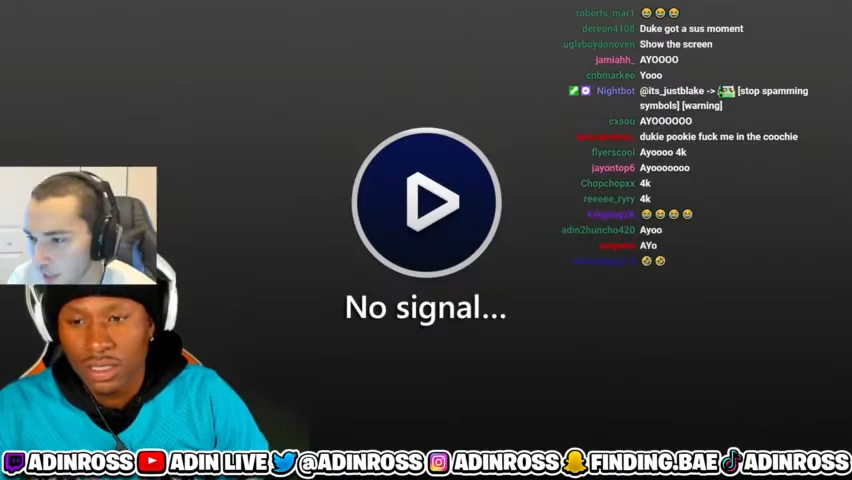 roberts_mar1
dereon4108 Duke got a sus moment
uglyboydonoven Show the screen
jamiahh_ AYOOOO
cnbmarkee Yooo
Nightbot @its_justblake -> [stop spamming
symbols] [warning]
cxsou AYOOOOOO
dukie pookie fuck me in the coochie
flyerscool Ayoooo 4k
jayontop6 Ayooooooo
Chopchopxx 4k
reeeee_ryry 4k
adin2huncho420 Ayoo
AYo
No signal...
ADINROSS ADIN LIVE @ADINROSS ADINROSS FINDING.BAE ADINROSS